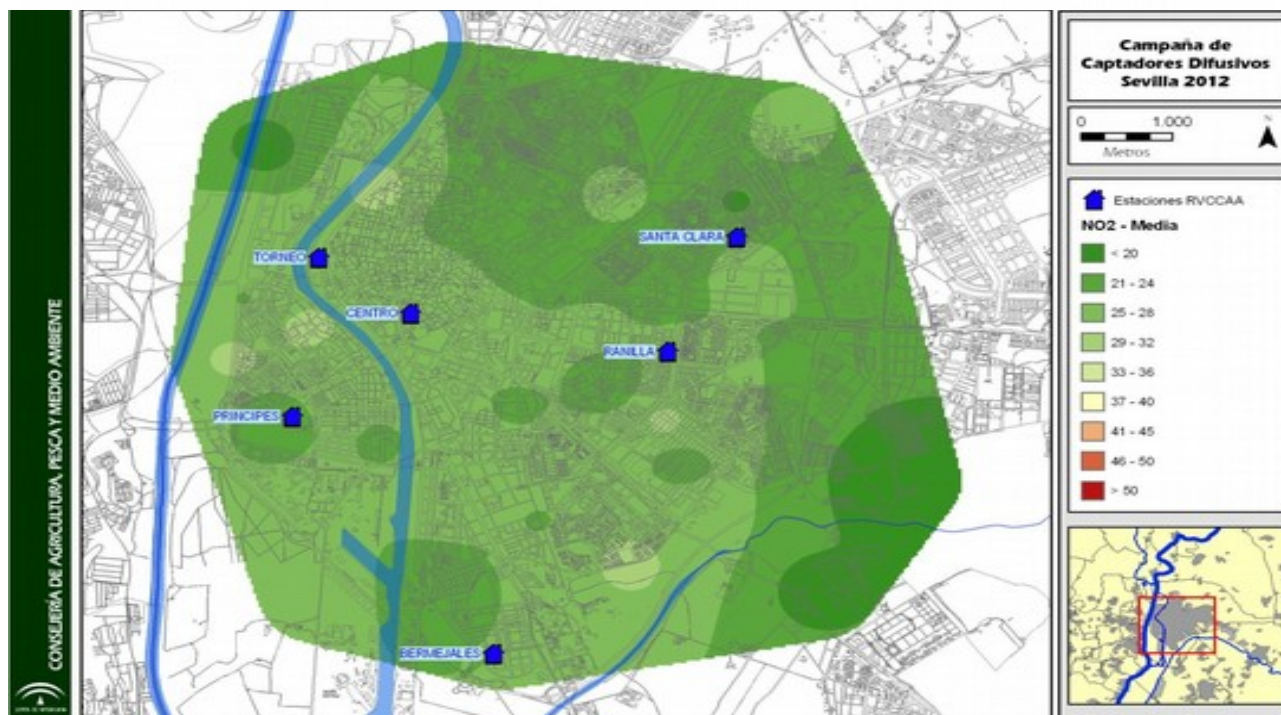 CONSEJERÍA DE AGRICULTURA, PESCA Y MEDIO AMBIENTE
TORNEO
CENTRO
SANTA CLARA
RANILLA
PRINCIPES
BERMEJALES
Campaña de
Captadores Difusivos
Sevilla 2012
0 1.000
Metros
N
Estaciones RVCCAA
NO2 - Media
< 20
21 - 24
25 - 28
29 - 32
33 - 36
37 - 40
41 - 45
46 - 50
> 50